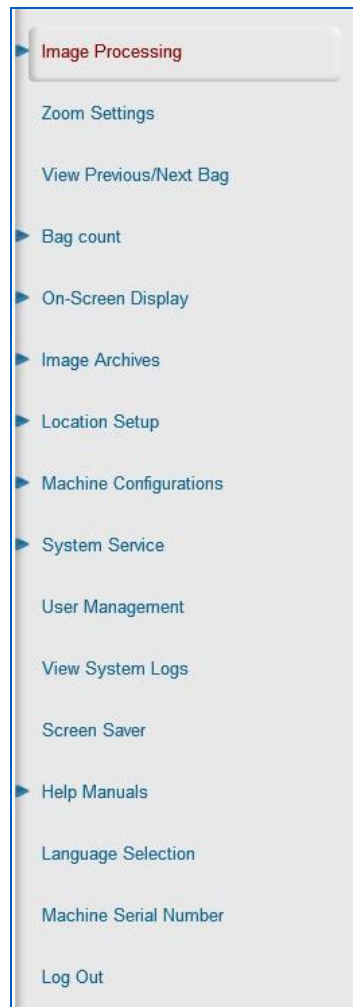 Image Processing
Zoom Settings
View Previous/Next Bag
Bag count
On-Screen Display
Image Archives
Location Setup
Machine Configurations
System Service
User Management
View System Logs
Screen Saver
Help Manuals
Language Selection
Machine Serial Number
Log Out